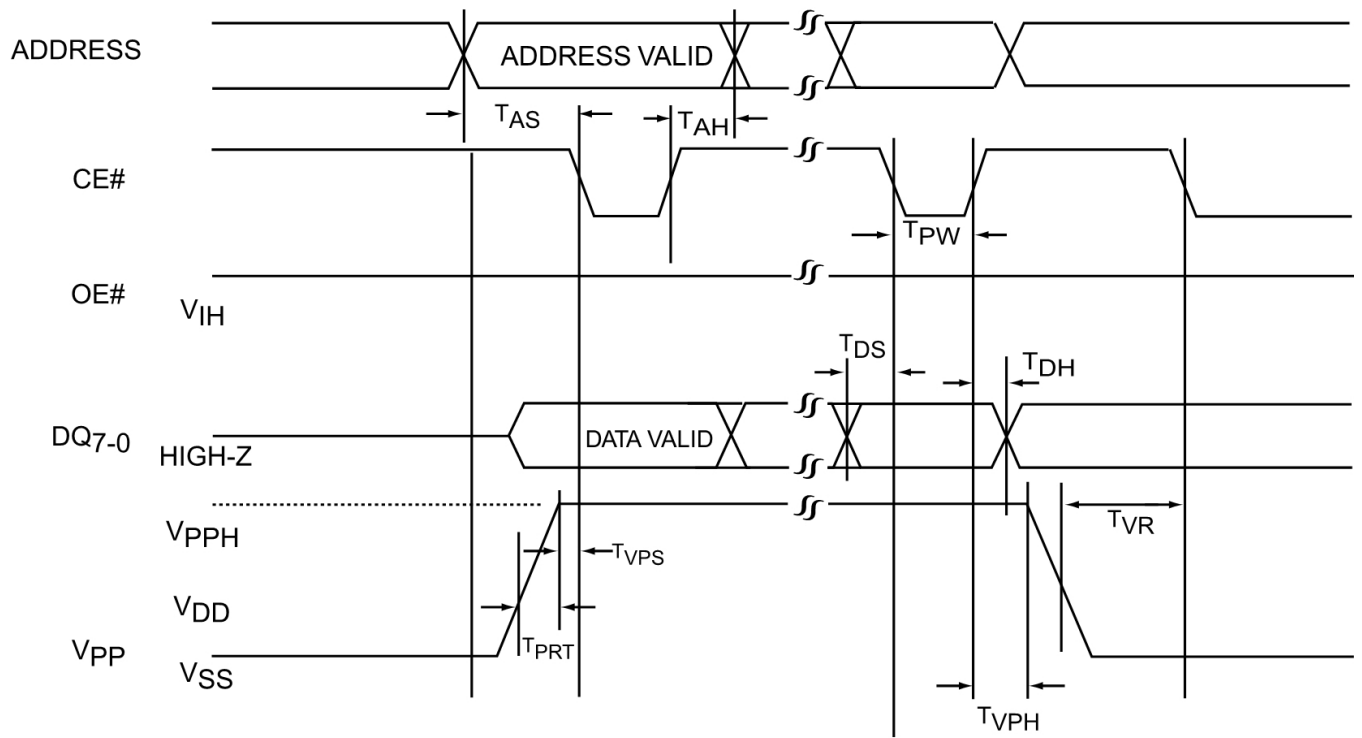 ADDRESS
ADDRESS VALID
TAS
TAH
CE#
TPW
OE#
VIH
TDS
TDH
DQ7-0
HIGH-Z
DATA VALID
VPPH
TVPS
TVR
VDD
TPRT
VPP
VSS
TVPH